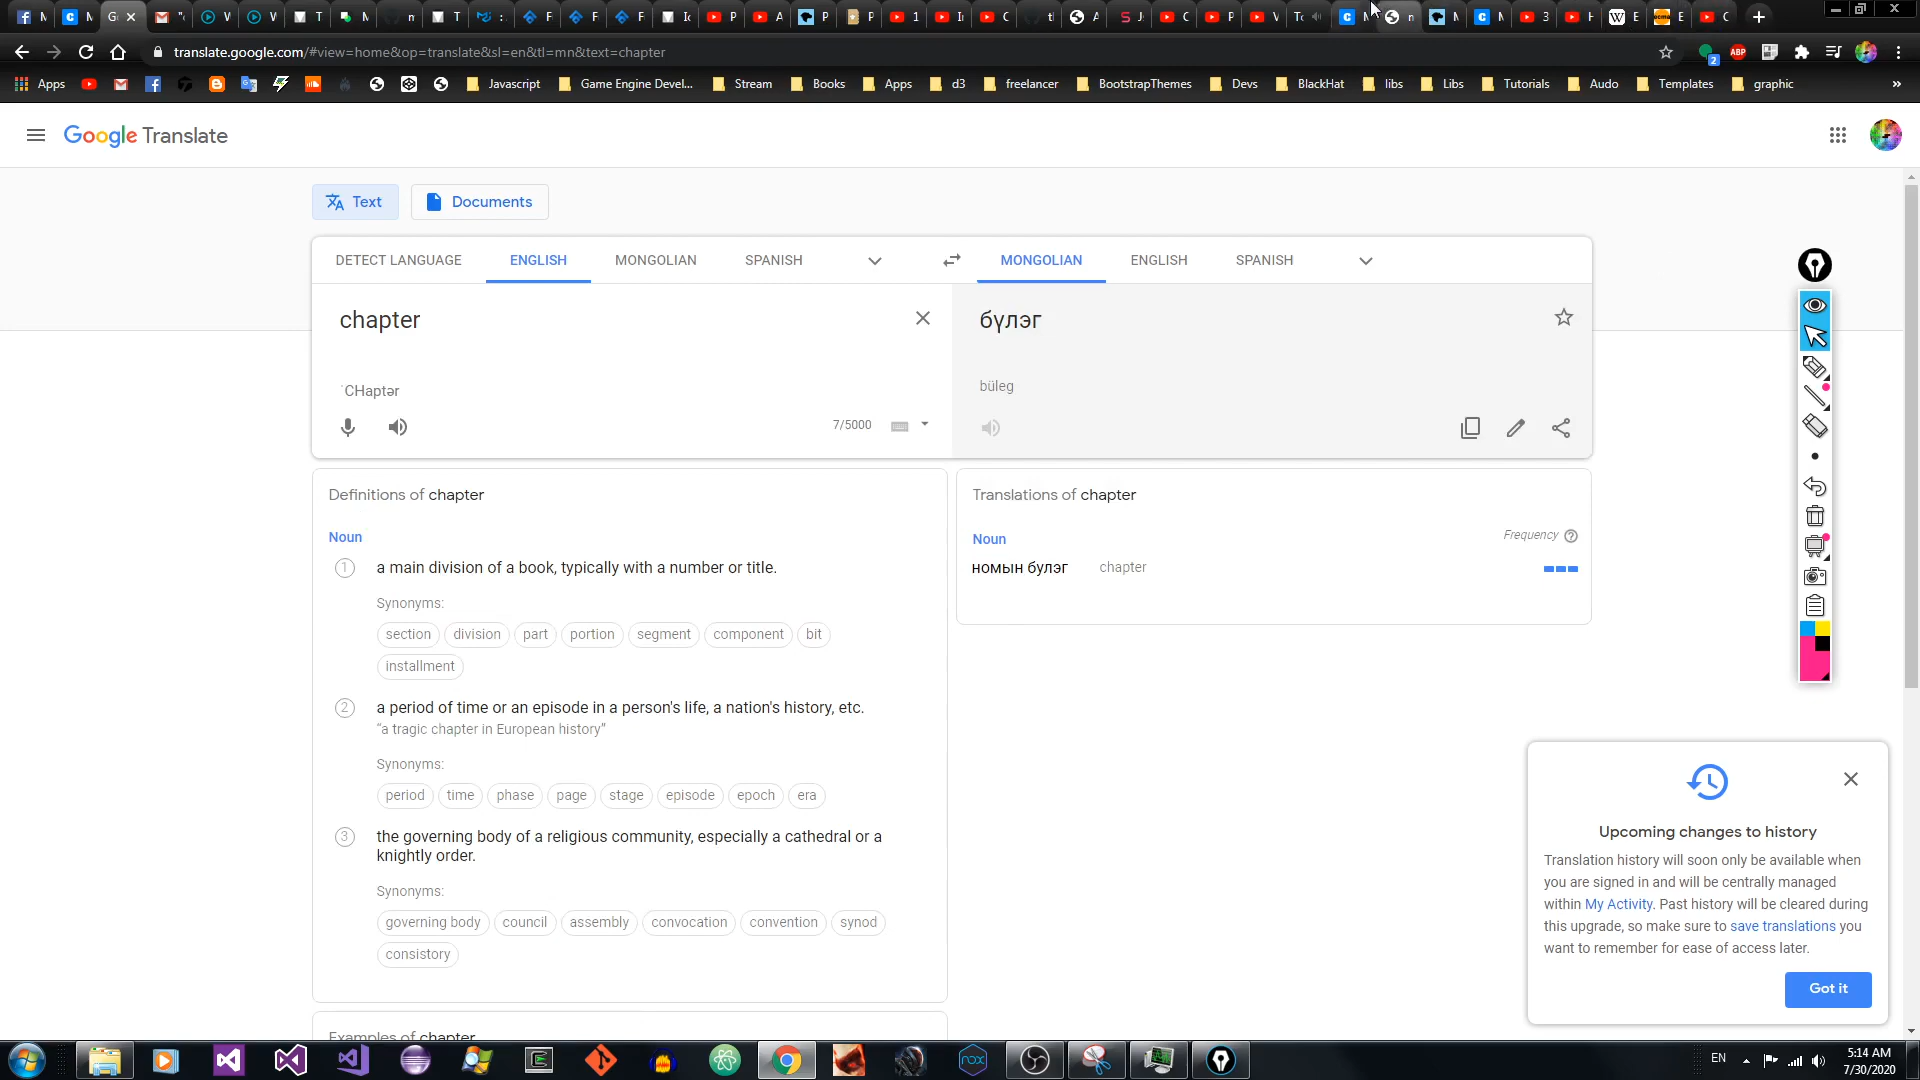 translate.google.com/#view=home&op=translate&sl=en&tl=mn&text=chapter
ABP
2
Apps
Javascript
Game Engine Devel...
Stream
Books
Apps
d3
freelancer
BootstrapThemes
Devs
BlackHat
libs
Libs
Tutorials
Audo
Templates
graphic
»
Google Translate
Text
Documents
DETECT LANGUAGE
ENGLISH
MONGOLIAN
SPANISH
MONGOLIAN
ENGLISH
SPANISH
chapter
бүлэг
ˈCHaptər
büleg
7/5000
Definitions of chapter
Translations of chapter
Noun
Noun
Frequency
1
a main division of a book, typically with a number or title.
номын бүлэг
chapter
Synonyms:
section
division
part
portion
segment
component
bit
installment
2
a period of time or an episode in a person's life, a nation's history, etc.
"a tragic chapter in European history"
Synonyms:
period
time
phase
page
stage
episode
epoch
era
3
the governing body of a religious community, especially a cathedral or a
knightly order.
Synonyms:
governing body
council
assembly
convocation
convention
synod
consistory
Examples of chapter
Upcoming changes to history
Translation history will soon only be available when
you are signed in and will be centrally managed
within My Activity. Past history will be cleared during
this upgrade, so make sure to save translations you
want to remember for ease of access later.
Got it
nox
EN
5:14 AM
7/30/2020